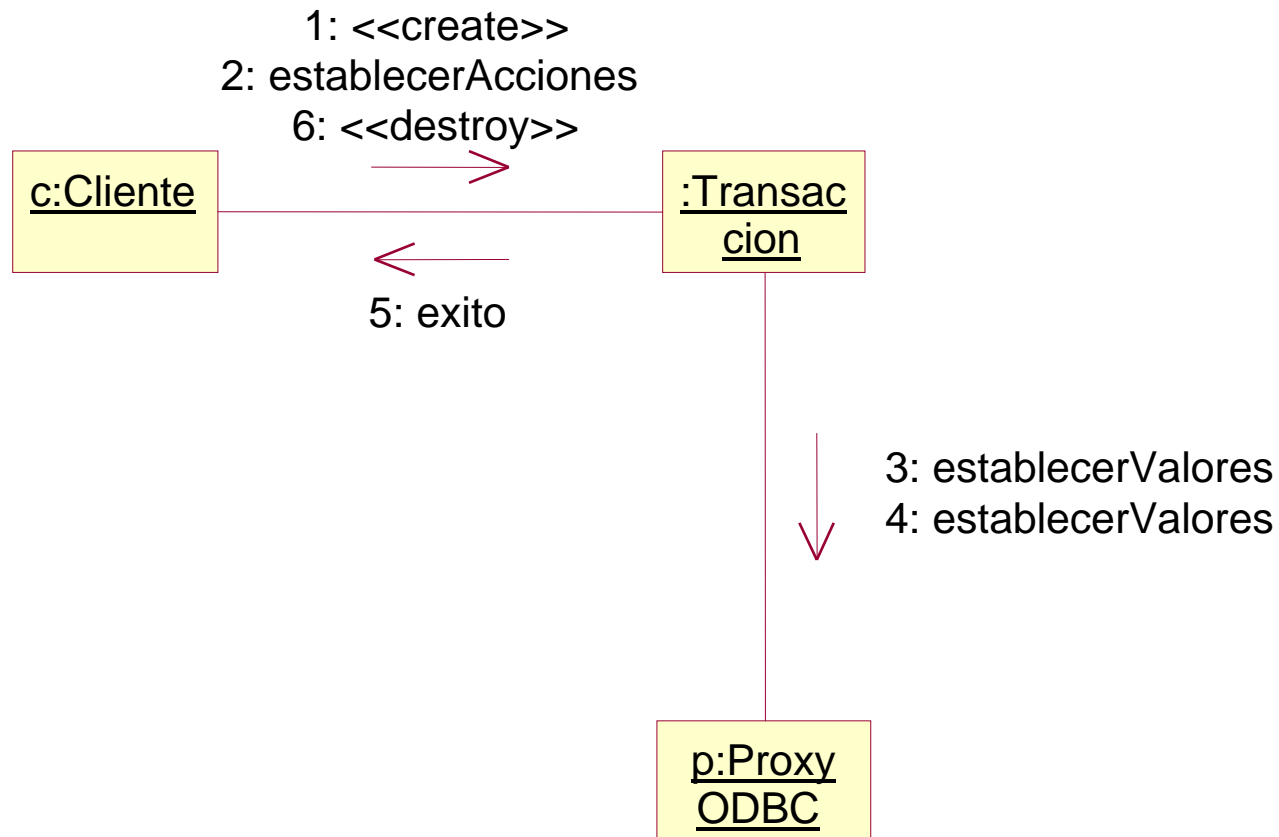 1: <<create>>
2: establecerAcciones
6: <<destroy>>
c:Cliente
:Transac
cion
5: exito
3: establecerValores
4: establecerValores
p:Proxy
ODBC